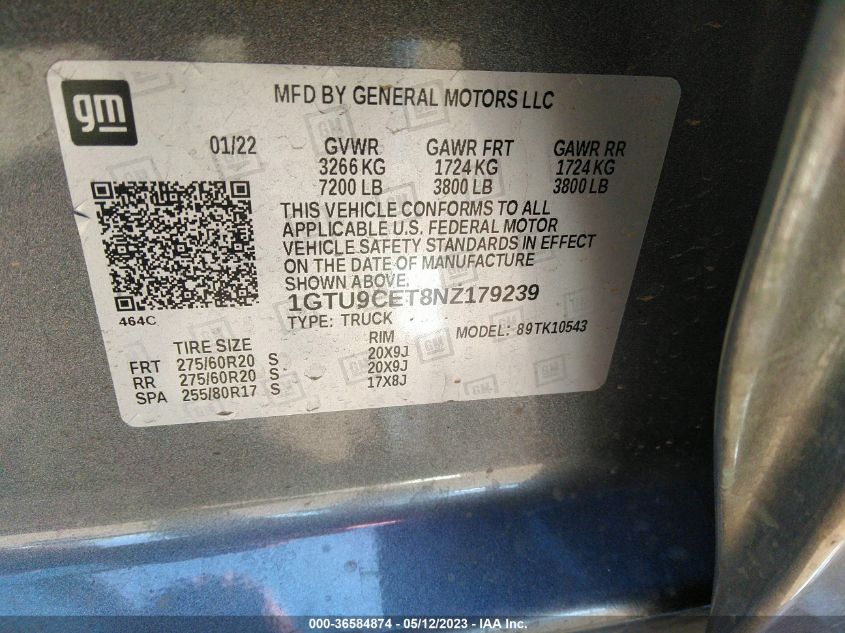 gm
MFD BY GENERAL MOTORS LLC
01/22 GVWR GAWR FRT GAWR RR
3266 KG 1724 KG 1724 KG
7200 LB 3800 LB 3800 LB
THIS VEHICLE CONFORMS TO ALL
APPLICABLE U.S. FEDERAL MOTOR
VEHICLE SAFETY STANDARDS IN EFFECT
ON THE DATE OF MANUFACTURE
SHOWN ABOVE.
464C
1GTU9CET8NZ179239
TYPE: TRUCK MODEL: 89TK10543
TIRE SIZE RIM
FRT 275/60R20 S 20X9J
RR 275/60R20 S 20X9J
SPA 255/80R17 S 17X8J
000-36584874 - 05/12/2023 - IAA Inc.